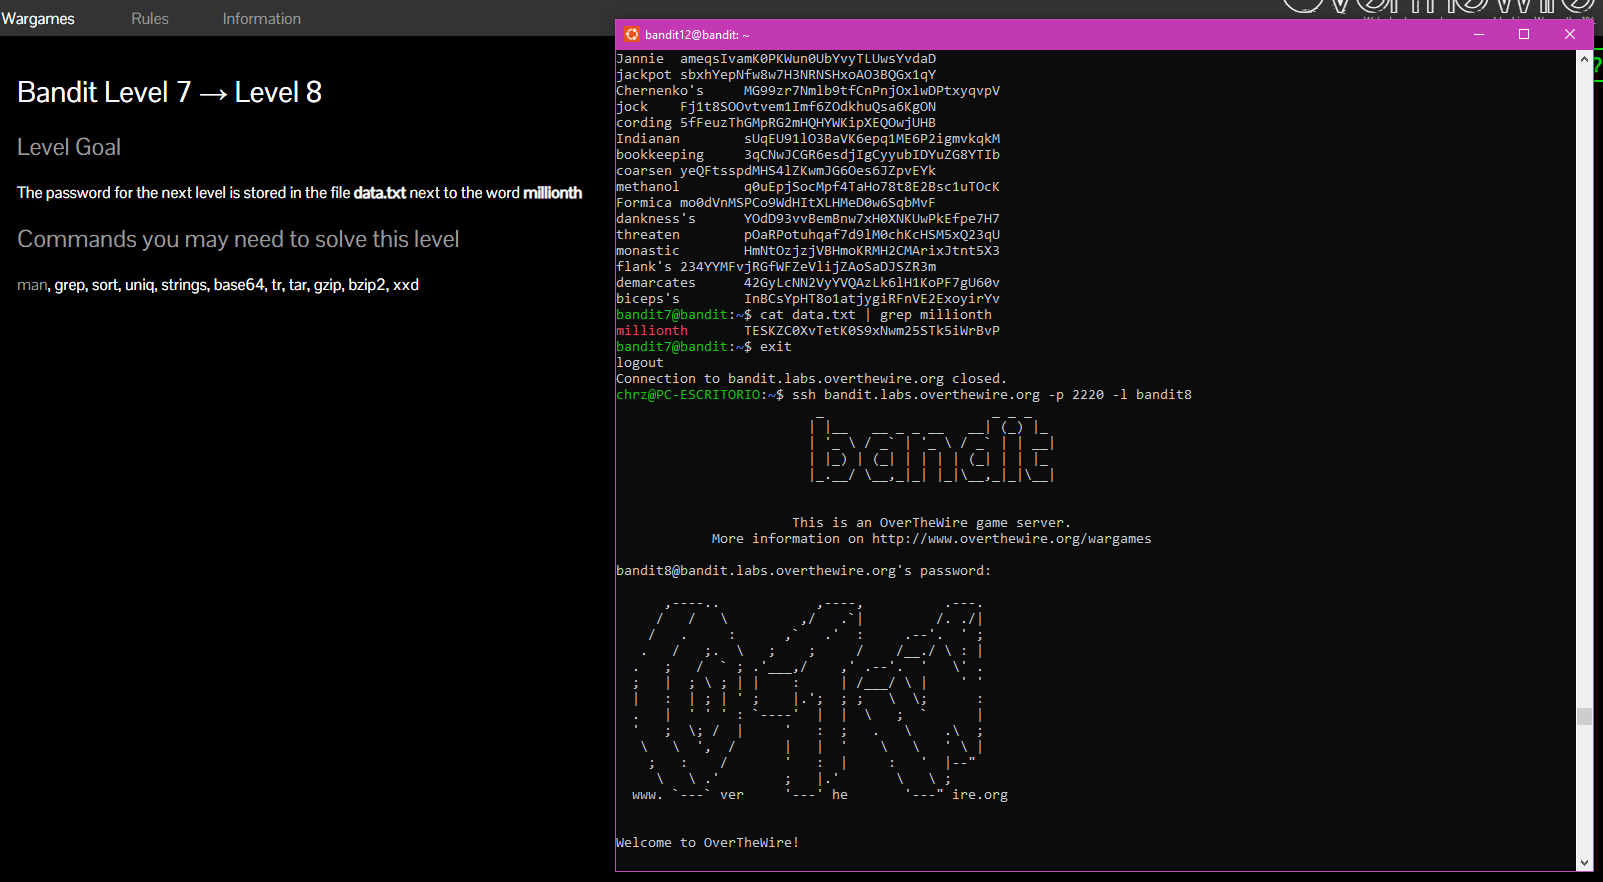 Wargames Rules Information
Bandit Level 7 → Level 8
Level Goal
The password for the next level is stored in the file data.txt next to the word millionth
Commands you may need to solve this level
man, grep, sort, uniq, strings, base64, tr, tar, gzip, bzip2, xxd
bandit12@bandit: ~
Jannie ameqsIvamK0PKWun0UbYvyTLUwsYvdaD
jackpot sbxhYepNfw8w7H3NRNSHxoAO3BQGx1qY
Chernenko's MG99zr7Nmlb9tfCnPnjOxlwDPtxyqvpV
jock Fj1t8SOOvtvem1Imf6ZOdkhuQsa6KgON
cording 5fFeuzThGMpRG2mHQHYWKipXEQOwjUHB
Indianan sUqEU91lO3BaVK6epq1ME6P2igmvkqkM
bookkeeping 3qCNwJCGR6esdjIgCyyubIDYuZG8YTIb
coarsen yeQFtsspdMHS4lZKwmJG6Oes6JZpvEYk
methanol q0uEpjSocMpf4TaHo78t8E2Bsc1uTOcK
Formica mo0dVnMSPCo9WdHItXLHMeD0w6SqbMvF
dankness's YOdD93vvBemBnw7xH0XNKUwPkEfpe7H7
threaten pOaRPotuhqaf7d9lM0chKcHSM5xQ23qU
monastic HmNtOzjzjVBHmoKRMH2CMArixJtnt5X3
flank's 234YYMFvjRGfWFZeVlijZAoSaDJSZR3m
demarcates 42GyLcNN2VyYVQAzLk6lH1KoPF7gU60v
biceps's InBCsYpHT8o1atjygiRFnVE2ExoyirYv
bandit7@bandit:~$ cat data.txt | grep millionth
millionth TESKZC0XvTetK0S9xNwm25STk5iWrBvP
bandit7@bandit:~$ exit
logout
Connection to bandit.labs.overthewire.org closed.
chrz@PC-ESCRITORIO:~$ ssh bandit.labs.overthewire.org -p 2220 -l bandit8
bandit
This is an OverTheWire game server.
More information on http://www.overthewire.org/wargames
bandit8@bandit.labs.overthewire.org's password:
www. ver he ire.org
Welcome to OverTheWire!